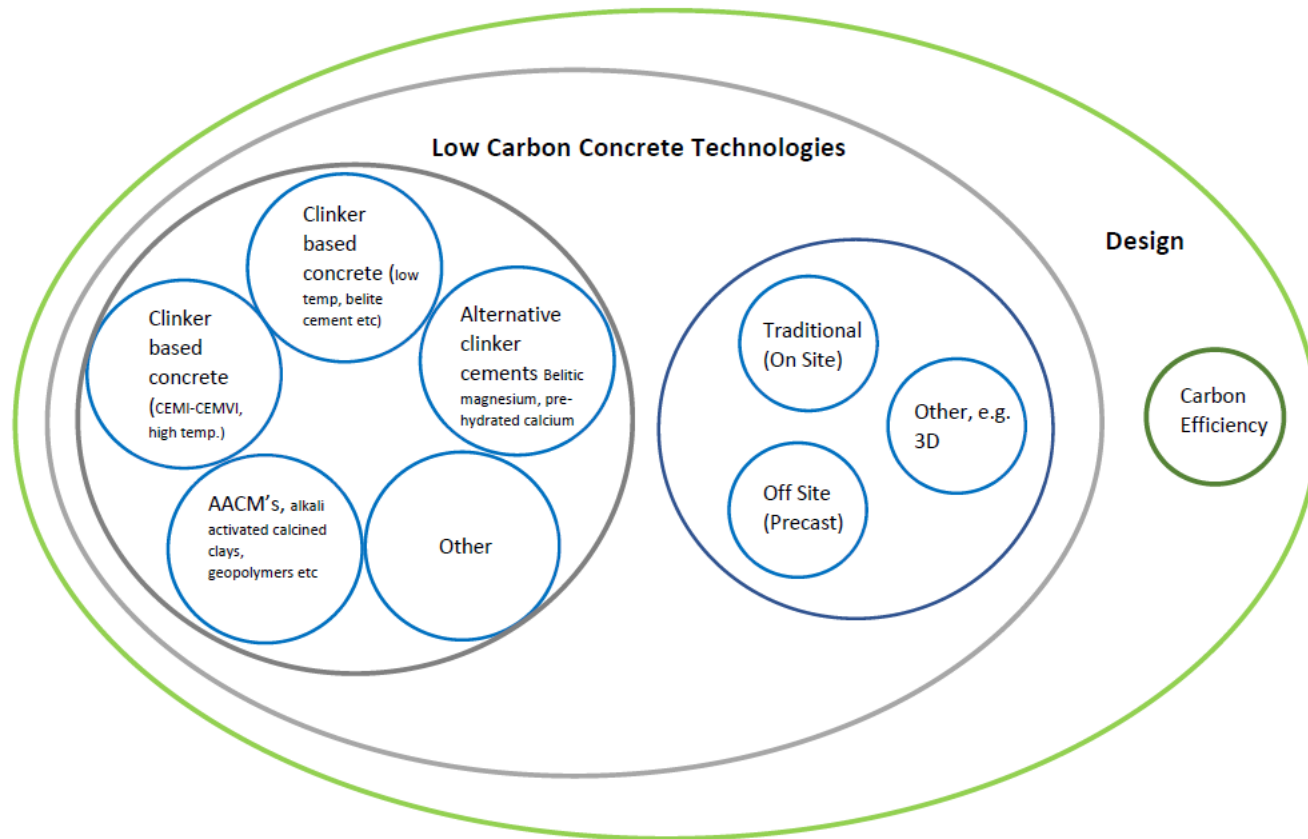 Low Carbon Concrete Technologies
Clinker
based
concrete (low
temp, belite
cement etc)
Clinker
based
concrete
(CEMI-CEMVI,
high temp.)
Alternative
clinker
cements Belitic
magnesium, pre-
hydrated calcium
AACM's, alkali
activated calcined
clays,
geopolymers etc
Other
Traditional
(On Site)
Other, e.g.
3D
Off Site
(Precast)
Design
Carbon
Efficiency